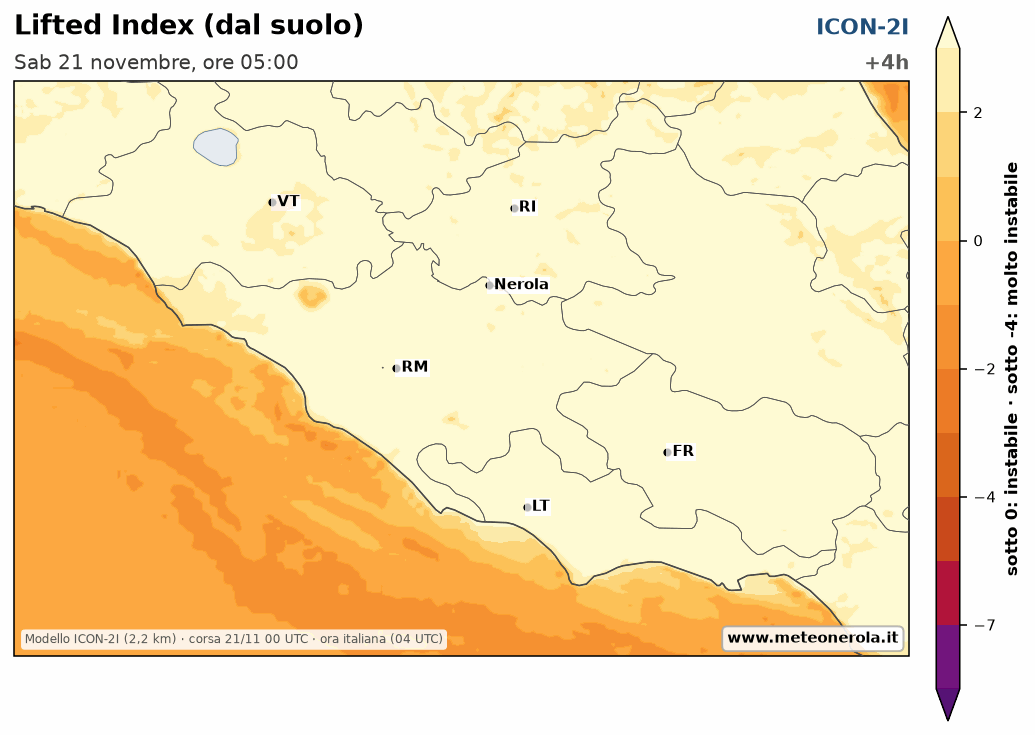 Lifted Index (dal suolo)
ICON-2I
Sab 21 novembre, ore 05:00
+4h
VT
RI
Nerola
RM
FR
LT
Modello ICON-2I (2,2 km) · corsa 21/11 00 UTC · ora italiana (04 UTC)
www.meteonerola.it
2
0
−2
−4
−7
sotto 0: instabile · sotto -4: molto instabile